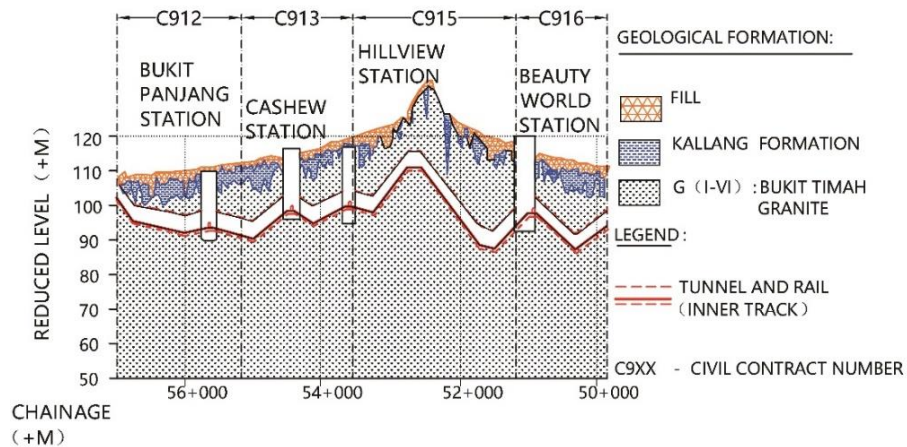 C912
C913
C915
C916
BUKIT
PANJANG
STATION
CASHEW
STATION
HILLVIEW
STATION
BEAUTY
WORLD
STATION
GEOLOGICAL FORMATION:
FILL
KALLANG FORMATION
G（I-VI）:BUKIT TIMAH
GRANITE
LEGEND:
TUNNEL AND RAIL
（INNER TRACK）
C9XX - CIVIL CONTRACT NUMBER
REDUCED LEVEL (+M)
120
110
100
90
80
70
60
50
56+000
54+000
52+000
50+000
CHAINAGE
（+M）